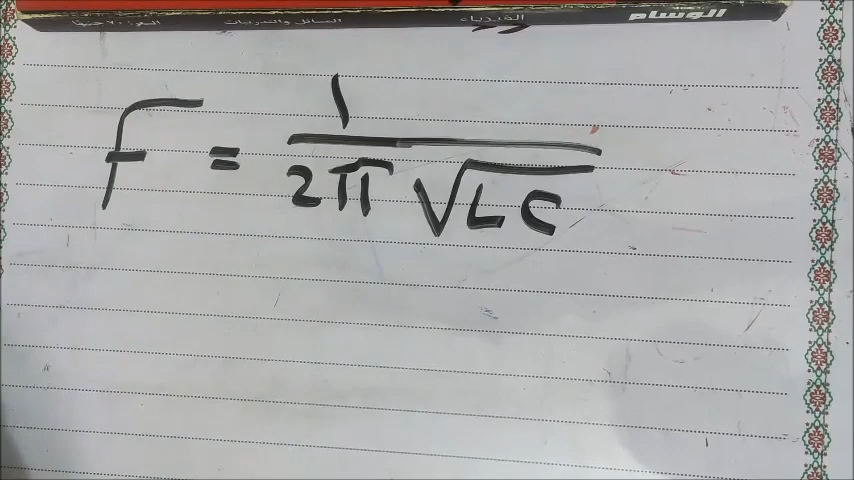 الوسام الفيزياء المسائل والتدريبات
F = 1 / 2π √LC